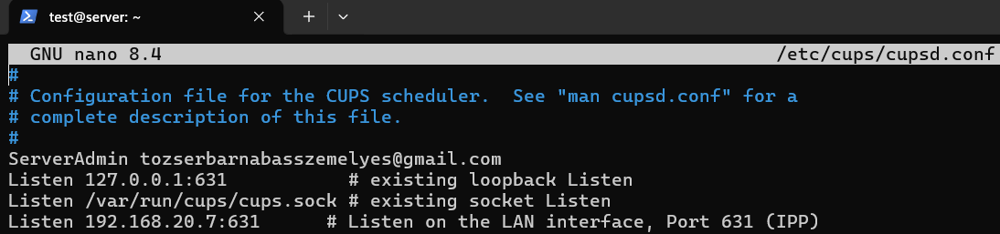 test@server: ~
GNU nano 8.4 /etc/cups/cupsd.conf
#
# Configuration file for the CUPS scheduler.  See "man cupsd.conf" for a
# complete description of this file.
#
ServerAdmin tozserbarnabasszemelyes@gmail.com
Listen 127.0.0.1:631           # existing loopback Listen
Listen /var/run/cups/cups.sock # existing socket Listen
Listen 192.168.20.7:631      # Listen on the LAN interface, Port 631 (IPP)